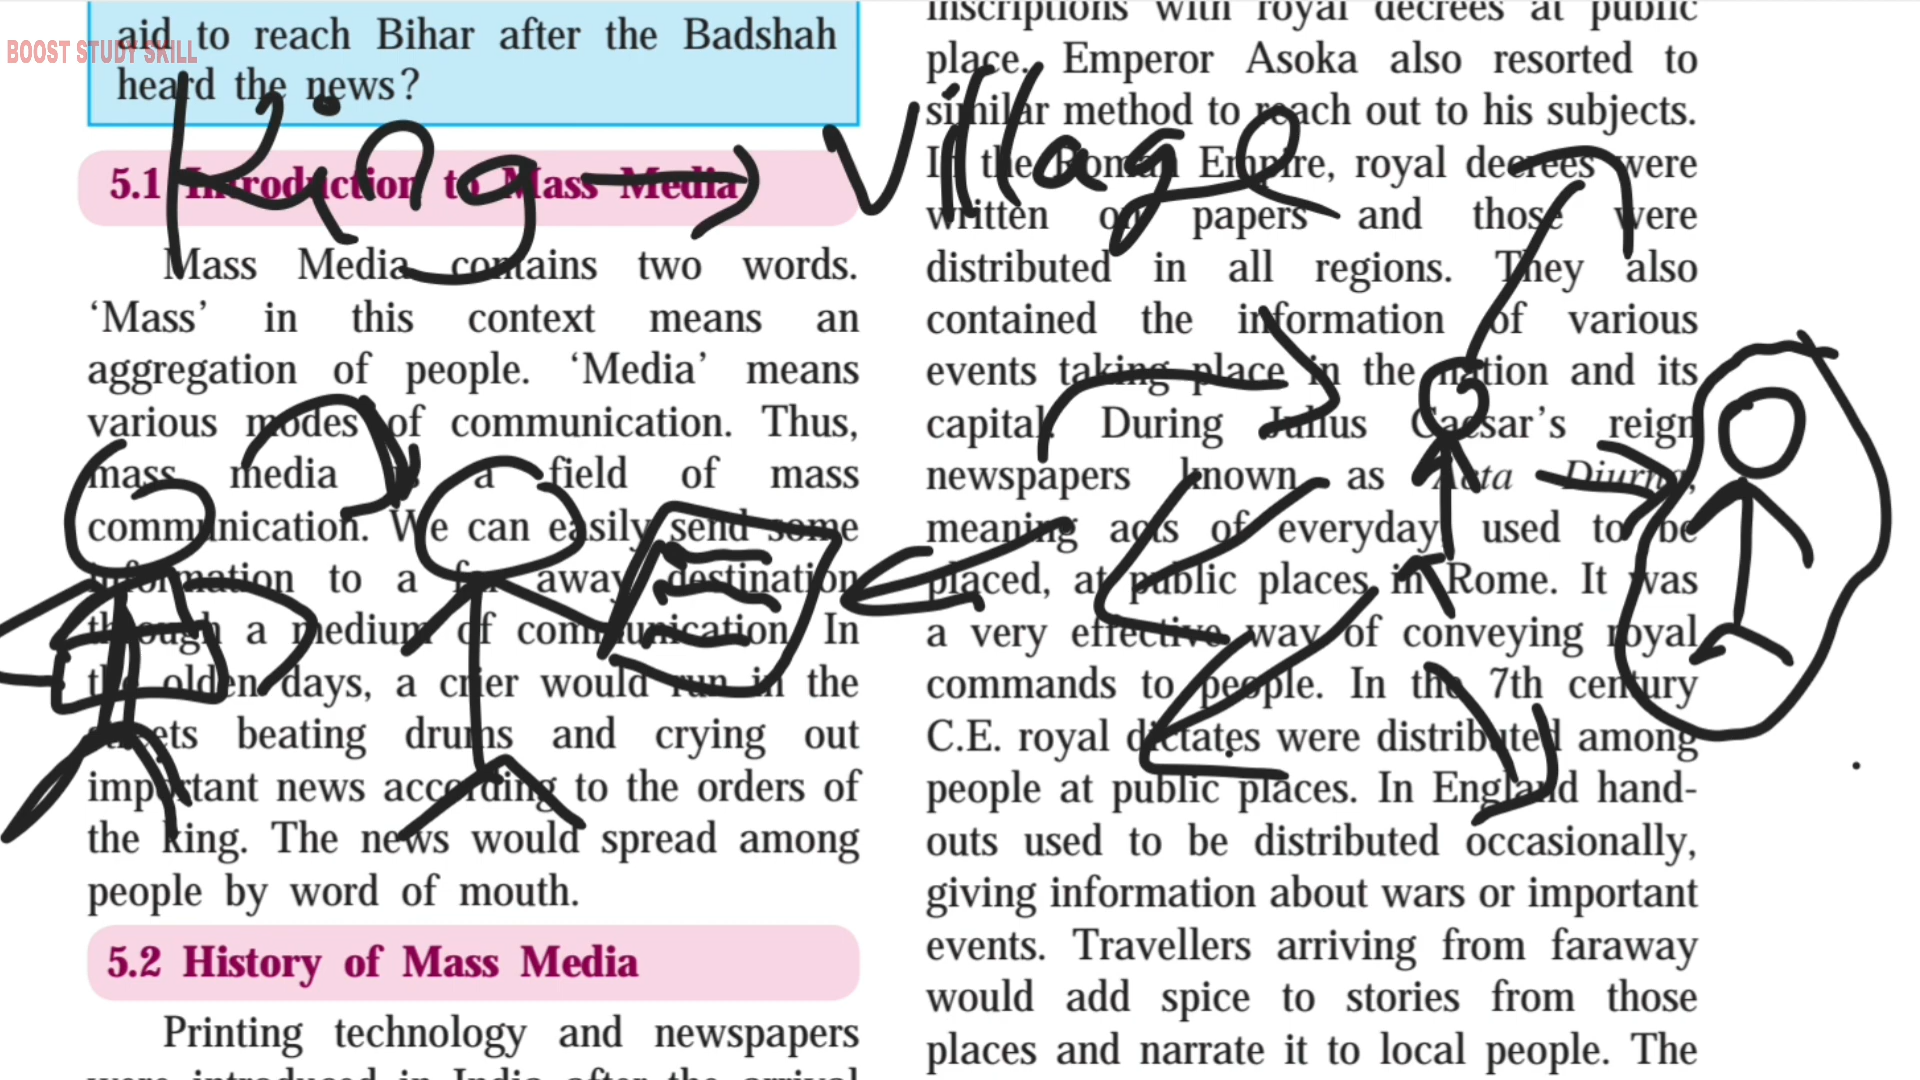 BOOST STUDY SKILL
aid to reach Bihar after the Badshah
heard the news?
King → Village
5.1 Introduction to Mass Media
Mass Media contains two words.
‘Mass’ in this context means an
aggregation of people. ‘Media’ means
various modes of communication. Thus,
mass media is a field of mass
communication. We can easily send some
information to a far away destination
through a medium of communication. In
the olden days, a crier would run in the
streets beating drums and crying out
important news according to the orders of
the king. The news would spread among
people by word of mouth.
5.2 History of Mass Media
Printing technology and newspapers
were introduced in India after the arrival
inscriptions with royal decrees at public
place. Emperor Asoka also resorted to
similar method to reach out to his subjects.
In the Roman Empire, royal decrees were
written on papers and those were
distributed in all regions. They also
contained the information of various
events taking place in the nation and its
capital. During Julius Caesar’s reign
newspapers known as Acta Diurna,
meaning acts of everyday used to be
placed, at public places in Rome. It was
a very effective way of conveying royal
commands to people. In the 7th century
C.E. royal dictates were distributed among
people at public places. In England hand-
outs used to be distributed occasionally,
giving information about wars or important
events. Travellers arriving from faraway
would add spice to stories from those
places and narrate it to local people. The